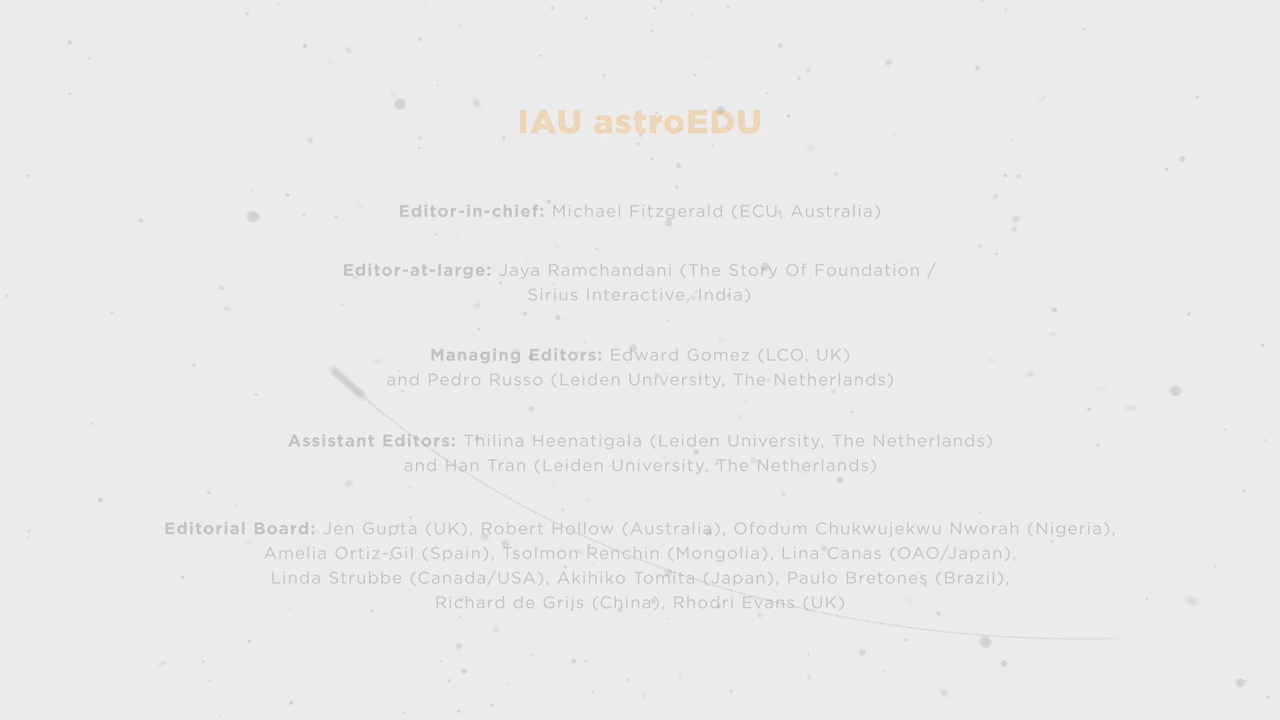 IAU astroEDU
Editor-in-chief: Michael Fitzgerald (ECU, Australia)
Editor-at-large: Jaya Ramchandani (The Story Of Foundation /
Sirius Interactive, India)
Managing Editors: Edward Gomez (LCO, UK)
and Pedro Russo (Leiden University, The Netherlands)
Assistant Editors: Thilina Heenatigala (Leiden University, The Netherlands)
and Han Tran (Leiden University, The Netherlands)
Editorial Board: Jen Gupta (UK), Robert Hollow (Australia), Ofodum Chukwujekwu Nworah (Nigeria),
Amelia Ortiz-Gil (Spain), Tsolmon Renchin (Mongolia), Lina Canas (OAO/Japan),
Linda Strubbe (Canada/USA), Akihiko Tomita (Japan), Paulo Bretones (Brazil),
Richard de Grijs (China), Rhodri Evans (UK)